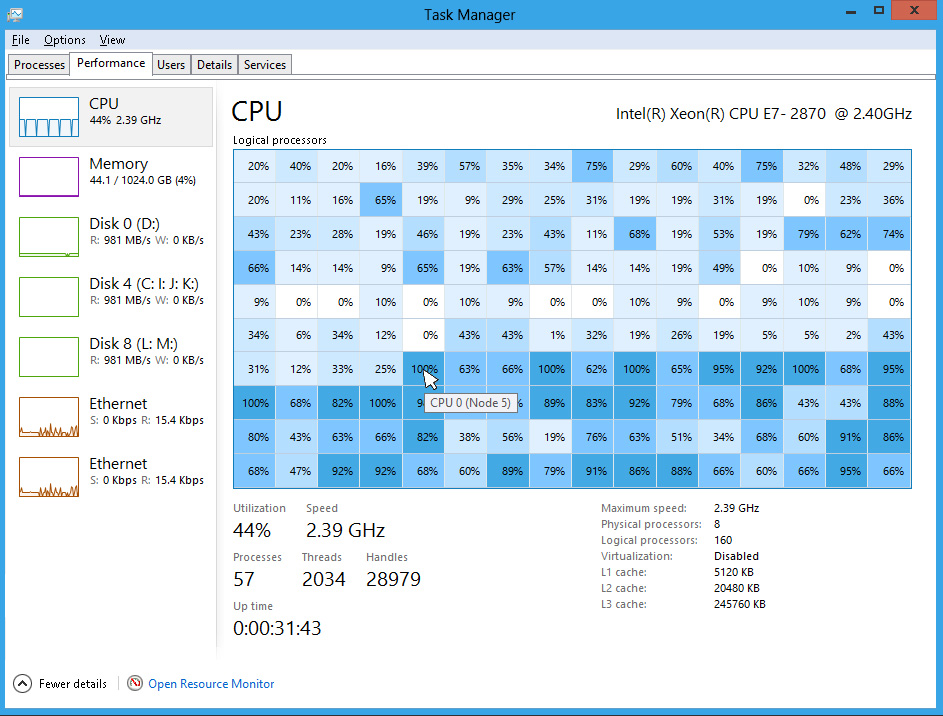 Task Manager
File Options View
Processes Performance Users Details Services
CPU
44% 2.39 GHz
Memory
44.1 / 1024.0 GB (4%)
Disk 0 (D:)
R: 981 MB/s W: 0 KB/s
Disk 4 (C: I: J: K:)
R: 981 MB/s W: 0 KB/s
Disk 8 (L: M:)
R: 981 MB/s W: 0 KB/s
Ethernet
S: 0 Kbps R: 15.4 Kbps
Ethernet
S: 0 Kbps R: 15.4 Kbps
CPU Intel(R) Xeon(R) CPU E7- 2870 @ 2.40GHz
Logical processors
20% 40% 20% 16% 39% 57% 35% 34% 75% 29% 60% 40% 75% 32% 48% 29%
20% 11% 16% 65% 19% 9% 29% 25% 31% 19% 19% 31% 19% 0% 23% 36%
43% 23% 28% 19% 46% 19% 23% 43% 11% 68% 19% 53% 19% 79% 62% 74%
66% 14% 14% 9% 65% 19% 63% 57% 14% 14% 19% 49% 0% 10% 9% 0%
9% 0% 0% 10% 0% 10% 9% 0% 0% 10% 9% 0% 9% 10% 9% 0%
34% 6% 34% 12% 0% 43% 43% 1% 32% 19% 26% 19% 5% 5% 2% 43%
31% 12% 33% 25% 100% 63% 66% 100% 62% 100% 65% 95% 92% 100% 68% 95%
100% 68% 82% 100% 89% 83% 92% 79% 68% 86% 43% 43% 88%
CPU 0 (Node 5)
80% 43% 63% 66% 82% 38% 56% 19% 76% 63% 51% 34% 68% 60% 91% 86%
68% 47% 92% 92% 68% 60% 89% 79% 91% 86% 88% 66% 60% 66% 95% 66%
Utilization Speed
44% 2.39 GHz
Processes Threads Handles
57 2034 28979
Up time
0:00:31:43
Maximum speed: 2.39 GHz
Physical processors: 8
Logical processors: 160
Virtualization: Disabled
L1 cache: 5120 KB
L2 cache: 20480 KB
L3 cache: 245760 KB
Fewer details Open Resource Monitor